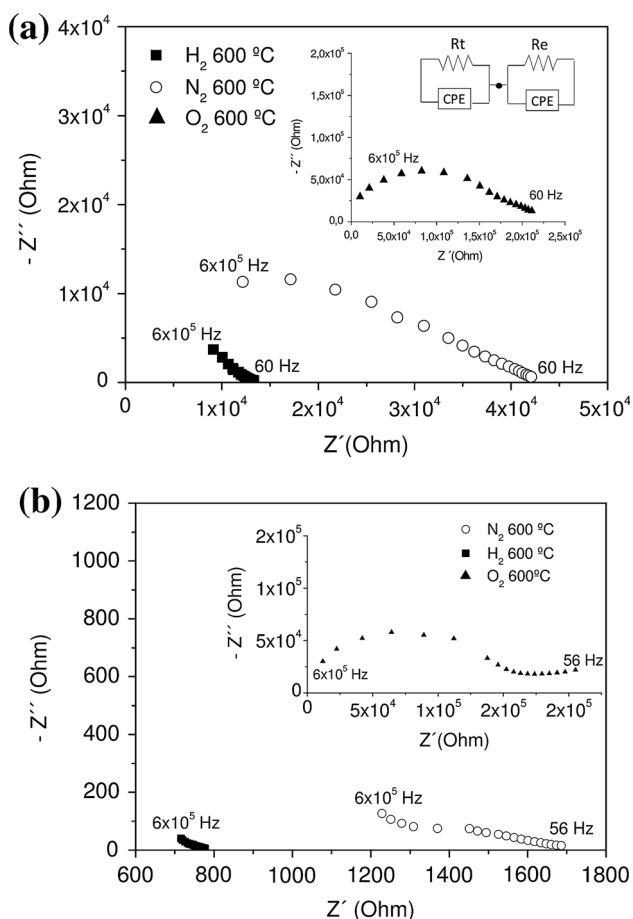 (a)
H2 600 ºC
N2 600 ºC
O2 600 ºC
Rt Re
CPE CPE
2,0x10^5
1,5x10^5
1,0x10^5
5,0x10^4
0,0
- Z´´ (Ohm)
6x10^5 Hz
60 Hz
0,0 5,0x10^4 1,0x10^5 1,5x10^5 2,0x10^5 2,5x10^5
Z´(Ohm)
4x10^4
3x10^4
2x10^4
1x10^4
0
- Z´´ (Ohm)
6x10^5 Hz
6x10^5 Hz
60 Hz
60 Hz
0 1x10^4 2x10^4 3x10^4 4x10^4 5x10^4
Z´(Ohm)
(b)
N2 600 ºC
H2 600 ºC
O2 600ºC
2x10^5
1x10^5
5x10^4
0
- Z´´ (Ohm)
6x10^5 Hz
56 Hz
0 5x10^4 1x10^5 2x10^5 2x10^5
Z´(Ohm)
1200
1000
800
600
400
200
0
- Z´´ (Ohm)
6x10^5 Hz
6x10^5 Hz
56 Hz
600 800 1000 1200 1400 1600 1800
Z´ (Ohm)